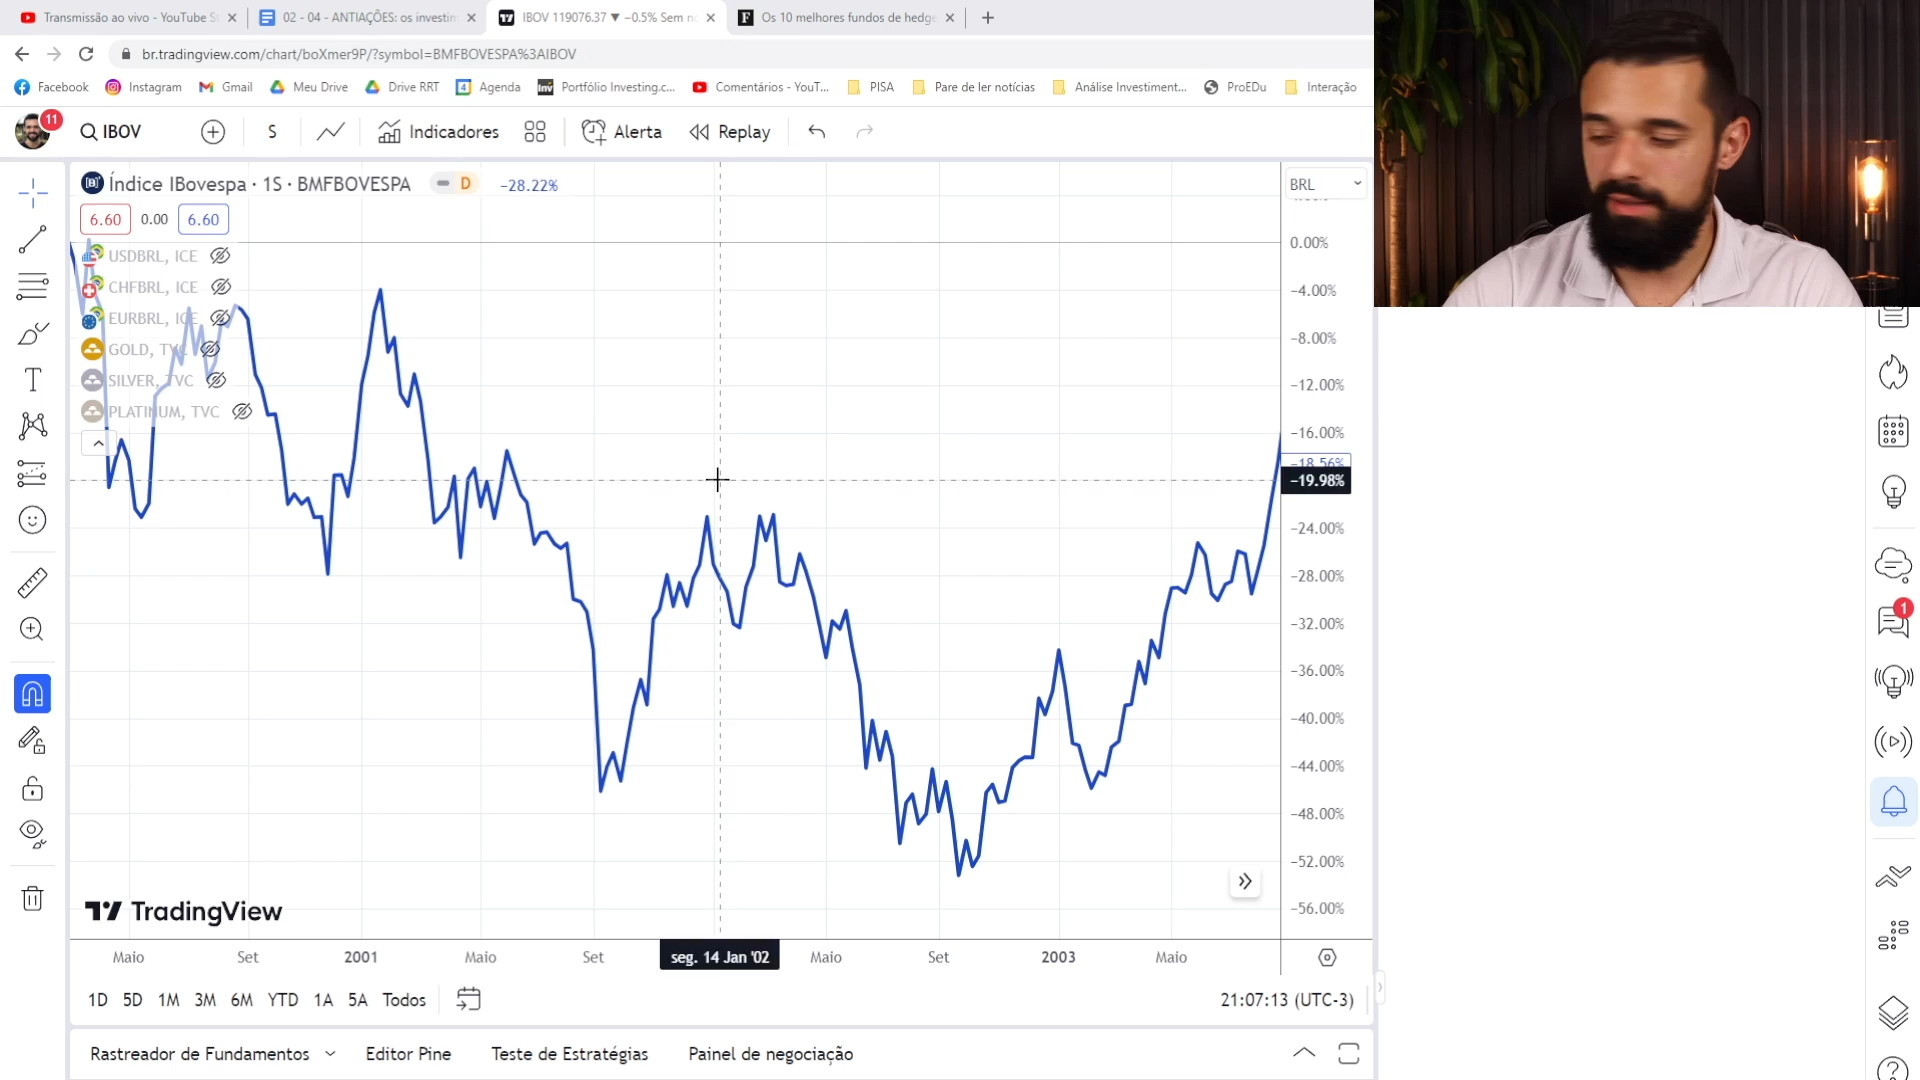 Transmissão ao vivo - YouTube S
02 - 04 - ANTIAÇÕES: os investim
IBOV 119076.37 ▼ −0.5% Sem no
Os 10 melhores fundos de hedge
br.tradingview.com/chart/boXmer9P/?symbol=BMFBOVESPA%3AIBOV
Facebook
Instagram
Gmail
Meu Drive
Drive RRT
Agenda
Portfólio Investing.c...
Comentários - YouT...
PISA
Pare de ler notícias
Análise Investiment...
ProEDu
Interação
11
IBOV
S
Indicadores
Alerta
Replay
Índice IBovespa · 1S · BMFBOVESPA
D
−28.22%
BRL
6.60
0.00
6.60
USDBRL, ICE
CHFBRL, ICE
EURBRL, ICE
GOLD, TVC
SILVER, TVC
PLATINUM, TVC
0.00%
−4.00%
−8.00%
−12.00%
−16.00%
−18.56%
−19.98%
−24.00%
−28.00%
−32.00%
−36.00%
−40.00%
−44.00%
−48.00%
−52.00%
−56.00%
1
TradingView
Maio
Set
2001
Maio
Set
seg. 14 Jan '02
Maio
Set
2003
Maio
1D
5D
1M
3M
6M
YTD
1A
5A
Todos
21:07:13 (UTC-3)
Rastreador de Fundamentos
Editor Pine
Teste de Estratégias
Painel de negociação